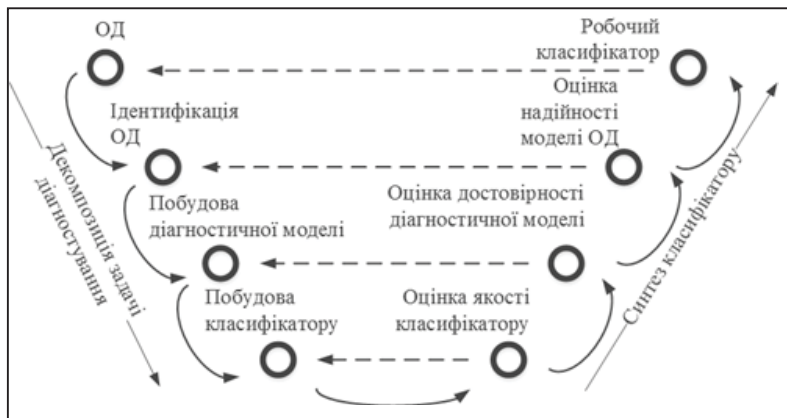 ОД
Робочий
класифікатор
Ідентифікація
ОД
Оцінка
надійності
моделі ОД
Побудова
діагностичної моделі
Оцінка достовірності
діагностичної моделі
Побудова
класифікатору
Оцінка якості
класифікатору
Декомпозиція задачі
діагностування
Синтез класифікатору